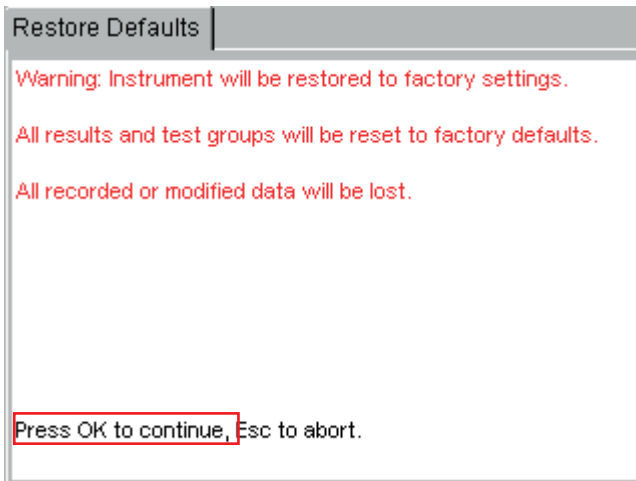 Restore Defaults
Warning: Instrument will be restored to factory settings.
All results and test groups will be reset to factory defaults.
All recorded or modified data will be lost.
Press OK to continue, Esc to abort.